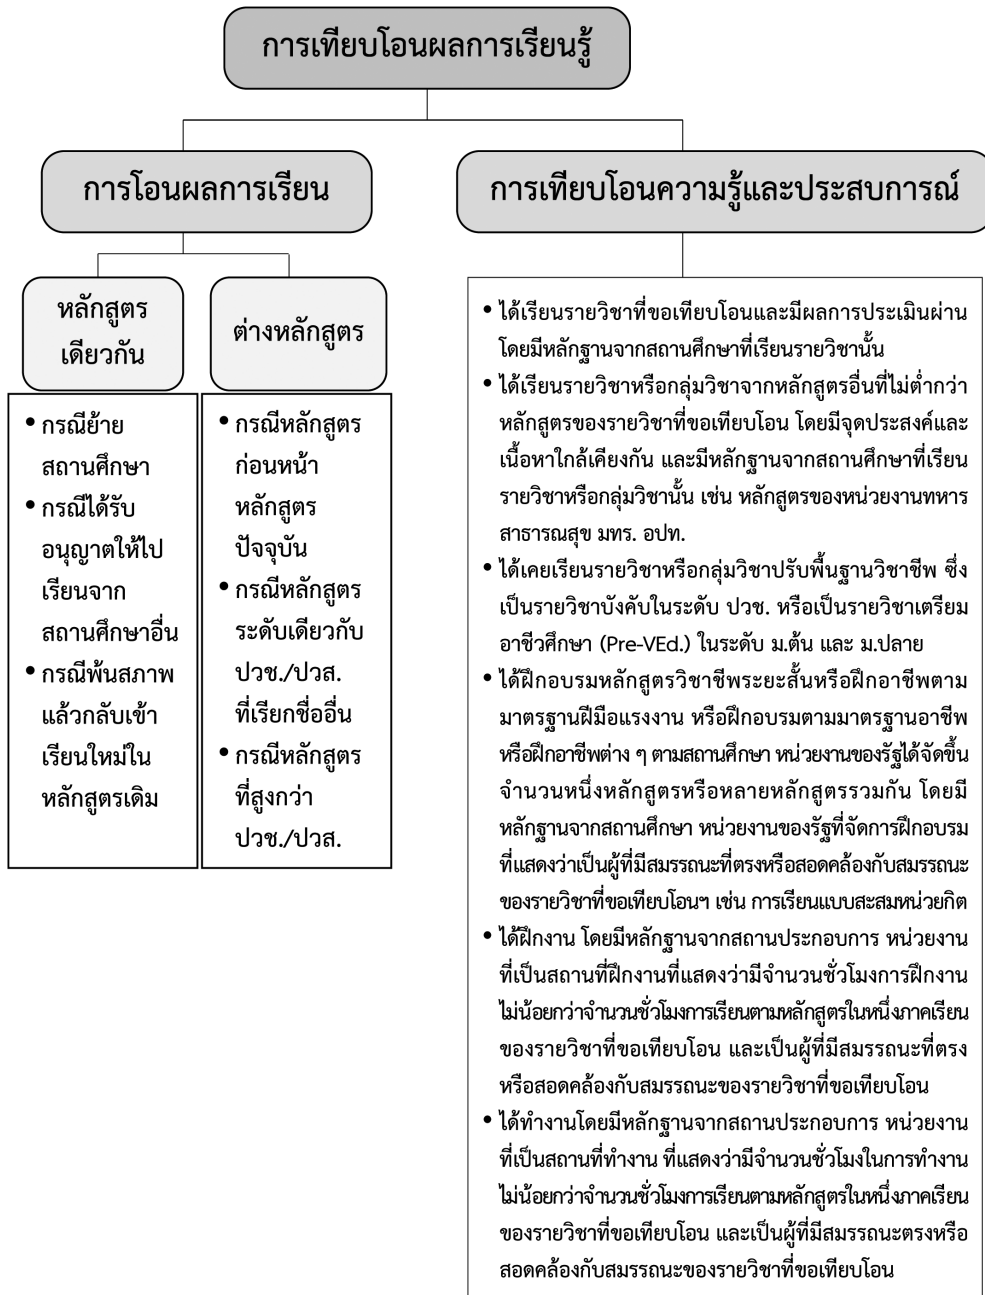 การเทียบโอนผลการเรียนรู้
การโอนผลการเรียน
การเทียบโอนความรู้และประสบการณ์
หลักสูตร
เดียวกัน
ต่างหลักสูตร
• กรณีย้าย
สถานศึกษา
• กรณีได้รับ
อนุญาตให้ไป
เรียนจาก
สถานศึกษาอื่น
• กรณีพ้นสภาพ
แล้วกลับเข้า
เรียนใหม่ใน
หลักสูตรเดิม
• กรณีหลักสูตร
ก่อนหน้า
หลักสูตร
ปัจจุบัน
• กรณีหลักสูตร
ระดับเดียวกับ
ปวช./ปวส.
ที่เรียกชื่ออื่น
• กรณีหลักสูตร
ที่สูงกว่า
ปวช./ปวส.
• ได้เรียนรายวิชาที่ขอเทียบโอนและมีผลการประเมินผ่าน
โดยมีหลักฐานจากสถานศึกษาที่เรียนรายวิชานั้น
• ได้เรียนรายวิชาหรือกลุ่มวิชาจากหลักสูตรอื่นที่ไม่ต่ำกว่า
หลักสูตรของรายวิชาที่ขอเทียบโอน โดยมีจุดประสงค์และ
เนื้อหาใกล้เคียงกัน และมีหลักฐานจากสถานศึกษาที่เรียน
รายวิชาหรือกลุ่มวิชานั้น เช่น หลักสูตรของหน่วยงานทหาร
สาธารณสุข มทร. อปท.
• ได้เคยเรียนรายวิชาหรือกลุ่มวิชาปรับพื้นฐานวิชาชีพ ซึ่ง
เป็นรายวิชาบังคับในระดับ ปวช. หรือเป็นรายวิชาเตรียม
อาชีวศึกษา (Pre-VEd.) ในระดับ ม.ต้น และ ม.ปลาย
• ได้ฝึกอบรมหลักสูตรวิชาชีพระยะสั้นหรือฝึกอาชีพตาม
มาตรฐานฝีมือแรงงาน หรือฝึกอบรมตามมาตรฐานอาชีพ
หรือฝึกอาชีพต่าง ๆ ตามสถานศึกษา หน่วยงานของรัฐได้จัดขึ้น
จำนวนหนึ่งหลักสูตรหรือหลายหลักสูตรรวมกัน โดยมี
หลักฐานจากสถานศึกษา หน่วยงานของรัฐที่จัดการฝึกอบรม
ที่แสดงว่าเป็นผู้ที่มีสมรรถนะที่ตรงหรือสอดคล้องกับสมรรถนะ
ของรายวิชาที่ขอเทียบโอนฯ เช่น การเรียนแบบสะสมหน่วยกิต
• ได้ฝึกงาน โดยมีหลักฐานจากสถานประกอบการ หน่วยงาน
ที่เป็นสถานที่ฝึกงานที่แสดงว่ามีจำนวนชั่วโมงการฝึกงาน
ไม่น้อยกว่าจำนวนชั่วโมงการเรียนตามหลักสูตรในหนึ่งภาคเรียน
ของรายวิชาที่ขอเทียบโอน และเป็นผู้ที่มีสมรรถนะที่ตรง
หรือสอดคล้องกับสมรรถนะของรายวิชาที่ขอเทียบโอน
• ได้ทำงานโดยมีหลักฐานจากสถานประกอบการ หน่วยงาน
ที่เป็นสถานที่ทำงาน ที่แสดงว่ามีจำนวนชั่วโมงในการทำงาน
ไม่น้อยกว่าจำนวนชั่วโมงการเรียนตามหลักสูตรในหนึ่งภาคเรียน
ของรายวิชาที่ขอเทียบโอน และเป็นผู้ที่มีสมรรถนะตรงหรือ
สอดคล้องกับสมรรถนะของรายวิชาที่ขอเทียบโอน